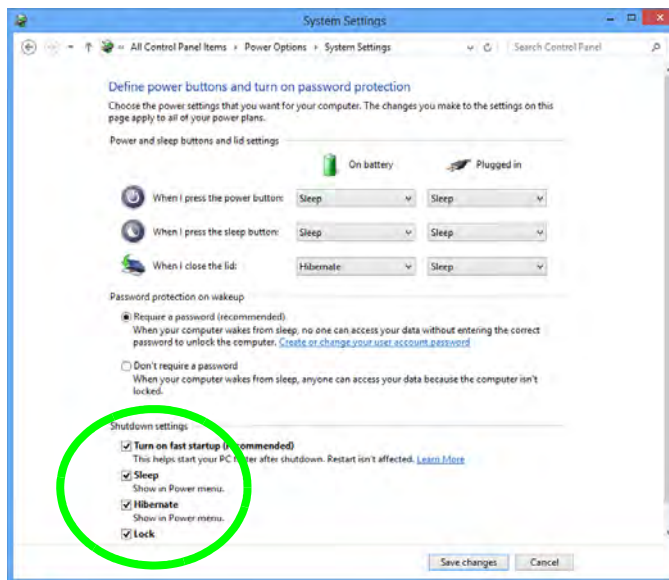 System Settings
« All Control Panel Items ▸ Power Options ▸ System Settings
Search Control Panel
Define power buttons and turn on password protection
Choose the power settings that you want for your computer. The changes you make to the settings on this
page apply to all of your power plans.
Power and sleep buttons and lid settings
On battery Plugged in
When I press the power button: Sleep Sleep
When I press the sleep button: Sleep Sleep
When I close the lid: Hibernate Sleep
Password protection on wakeup
Require a password (recommended)
When your computer wakes from sleep, no one can access your data without entering the correct
password to unlock the computer. Create or change your user account password
Don't require a password
When your computer wakes from sleep, anyone can access your data because the computer isn't
locked.
Shutdown settings
Turn on fast startup (recommended)
This helps start your PC faster after shutdown. Restart isn't affected. Learn More
Sleep
Show in Power menu.
Hibernate
Show in Power menu.
Lock
Save changes Cancel